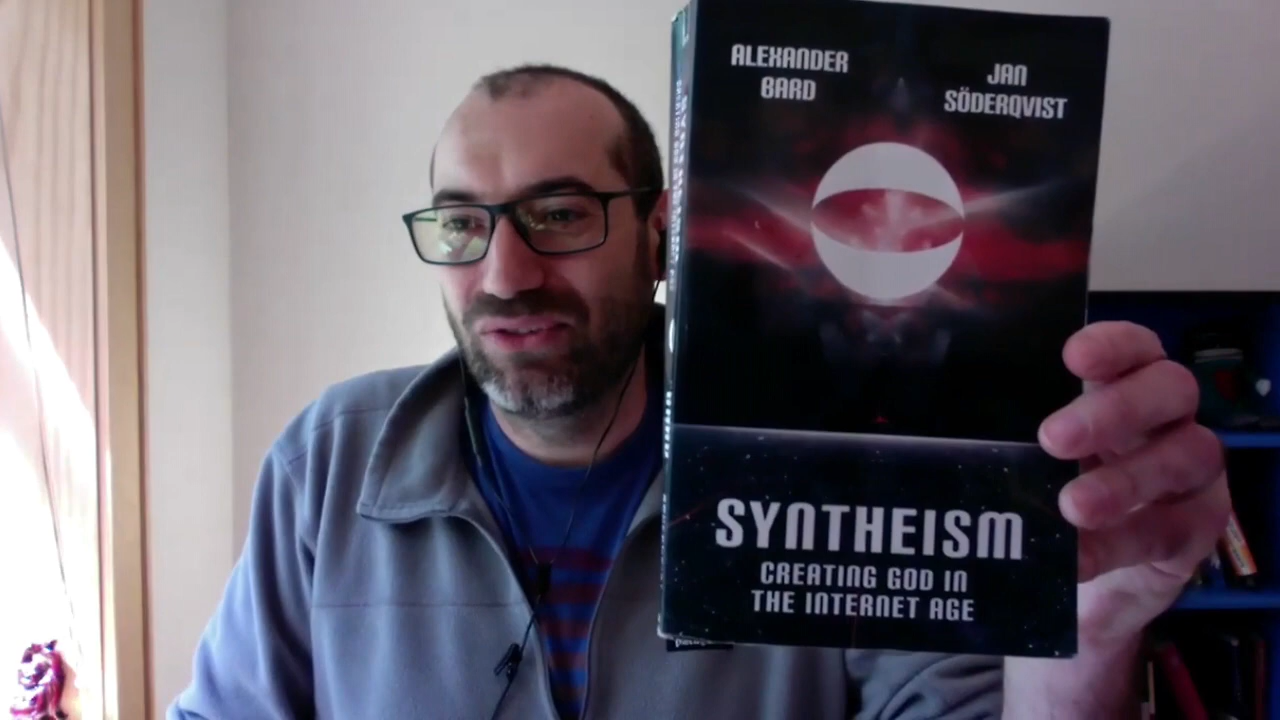 ALEXANDER
BARD
JAN
SÖDERQVIST
SYNTHEISM
CREATING GOD IN
THE INTERNET AGE